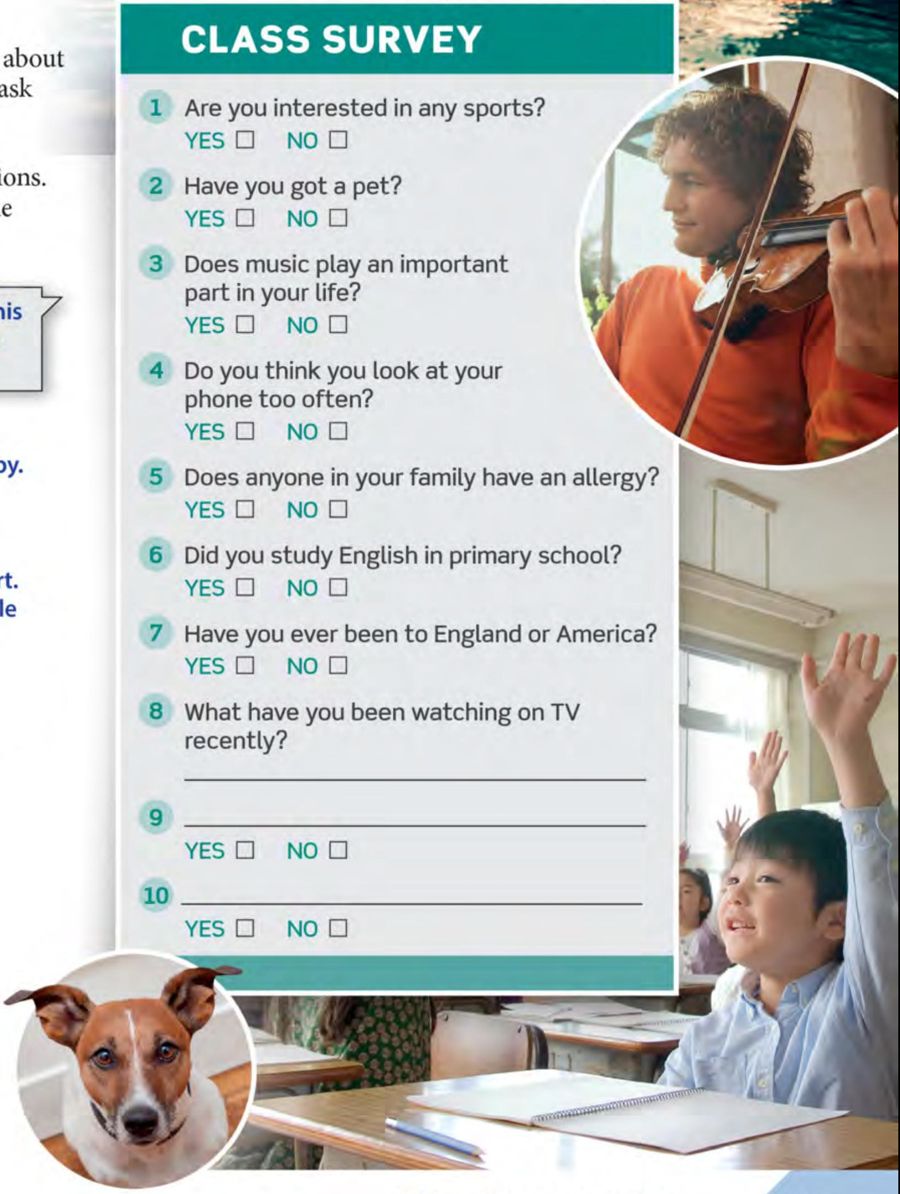 about
ask
ions.
CLASS SURVEY
1 Are you interested in any sports?
YES □ NO □
2 Have you got a pet?
YES □ NO □
3 Does music play an important
part in your life?
YES □ NO □
4 Do you think you look at your
phone too often?
YES □ NO □
5 Does anyone in your family have an allergy?
YES □ NO □
6 Did you study English in primary school?
YES □ NO □
7 Have you ever been to England or America?
YES □ NO □
8 What have you been watching on TV
recently?
9
YES □ NO □
10
YES □ NO □